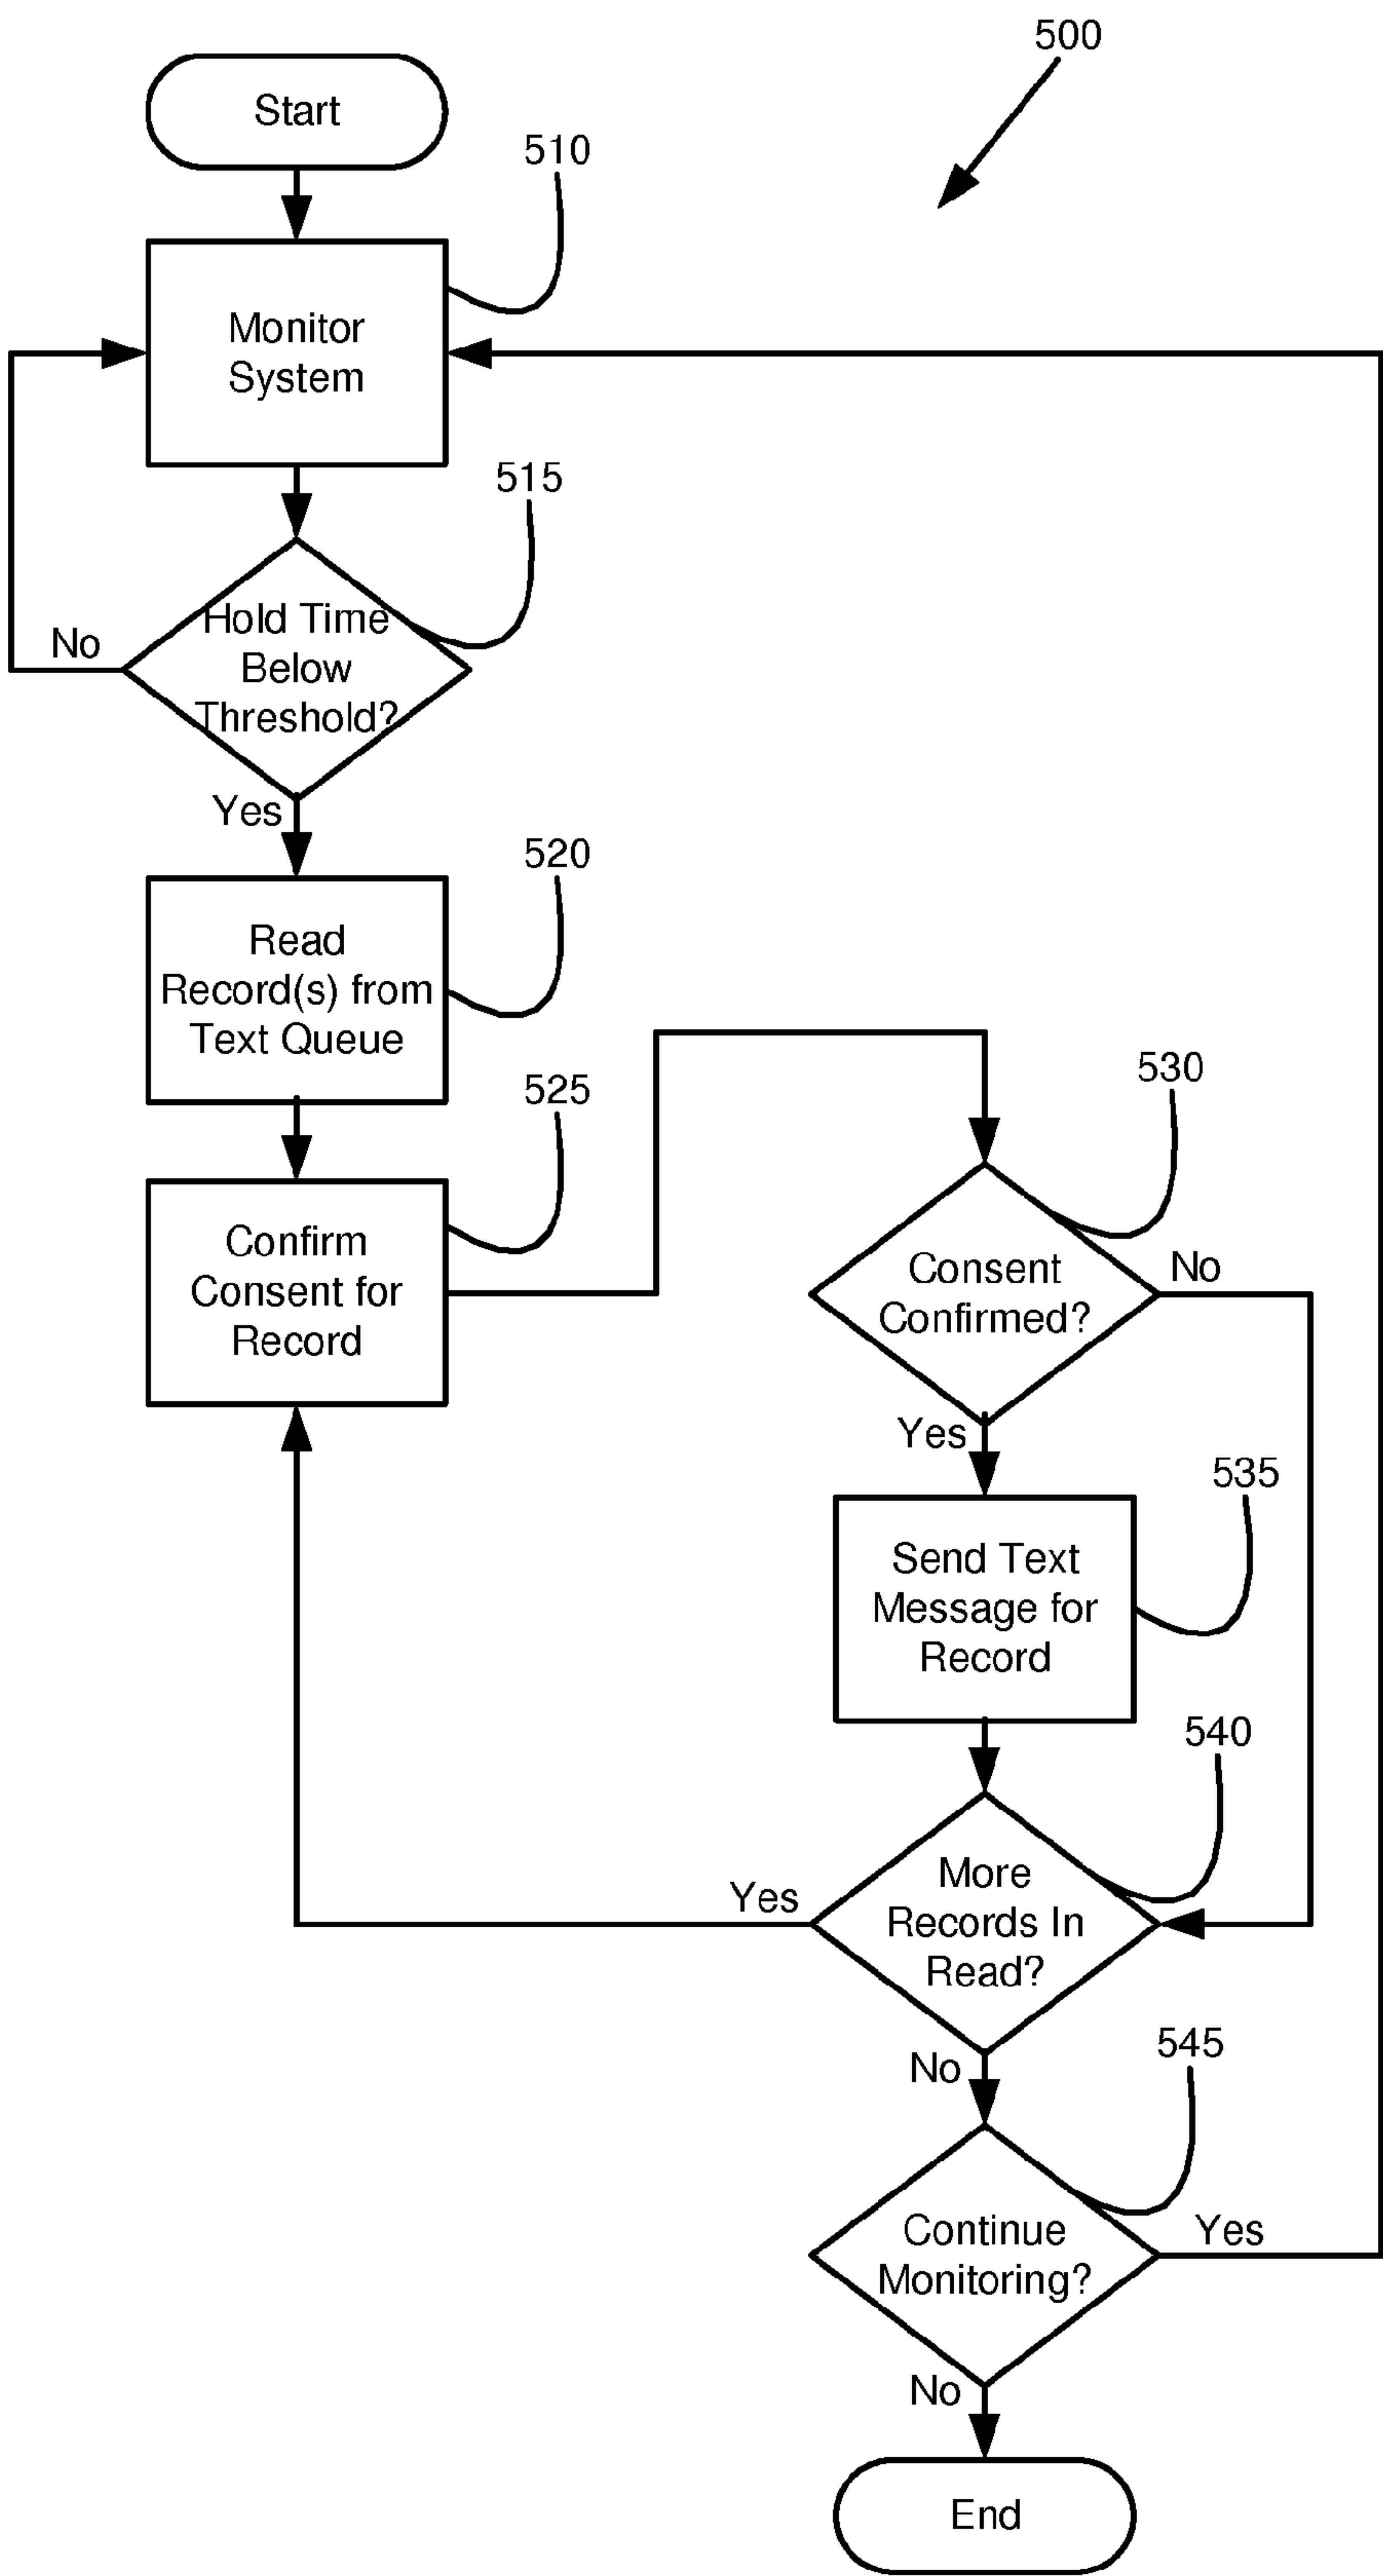 500
Start
510
Monitor
System
515
Hold Time
Below
Threshold?
No
Yes
520
Read
Record(s) from
Text Queue
525
Confirm
Consent for
Record
530
Consent
Confirmed?
No
Yes
535
Send Text
Message for
Record
540
More
Records In
Read?
Yes
No
545
Continue
Monitoring?
Yes
No
End